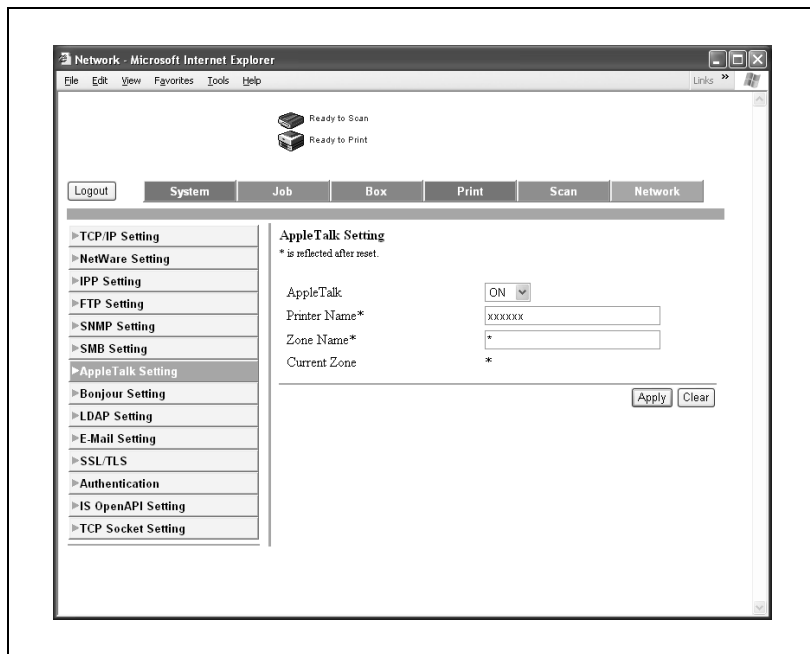 Network - Microsoft Internet Explorer
File Edit View Favorites Tools Help Links »
Ready to Scan
Ready to Print
Logout System Job Box Print Scan Network
TCP/IP Setting
NetWare Setting
IPP Setting
FTP Setting
SNMP Setting
SMB Setting
AppleTalk Setting
Bonjour Setting
LDAP Setting
E-Mail Setting
SSL/TLS
Authentication
IS OpenAPI Setting
TCP Socket Setting
AppleTalk Setting
* is reflected after reset.
AppleTalk ON
Printer Name* xxxxxx
Zone Name* *
Current Zone *
Apply Clear